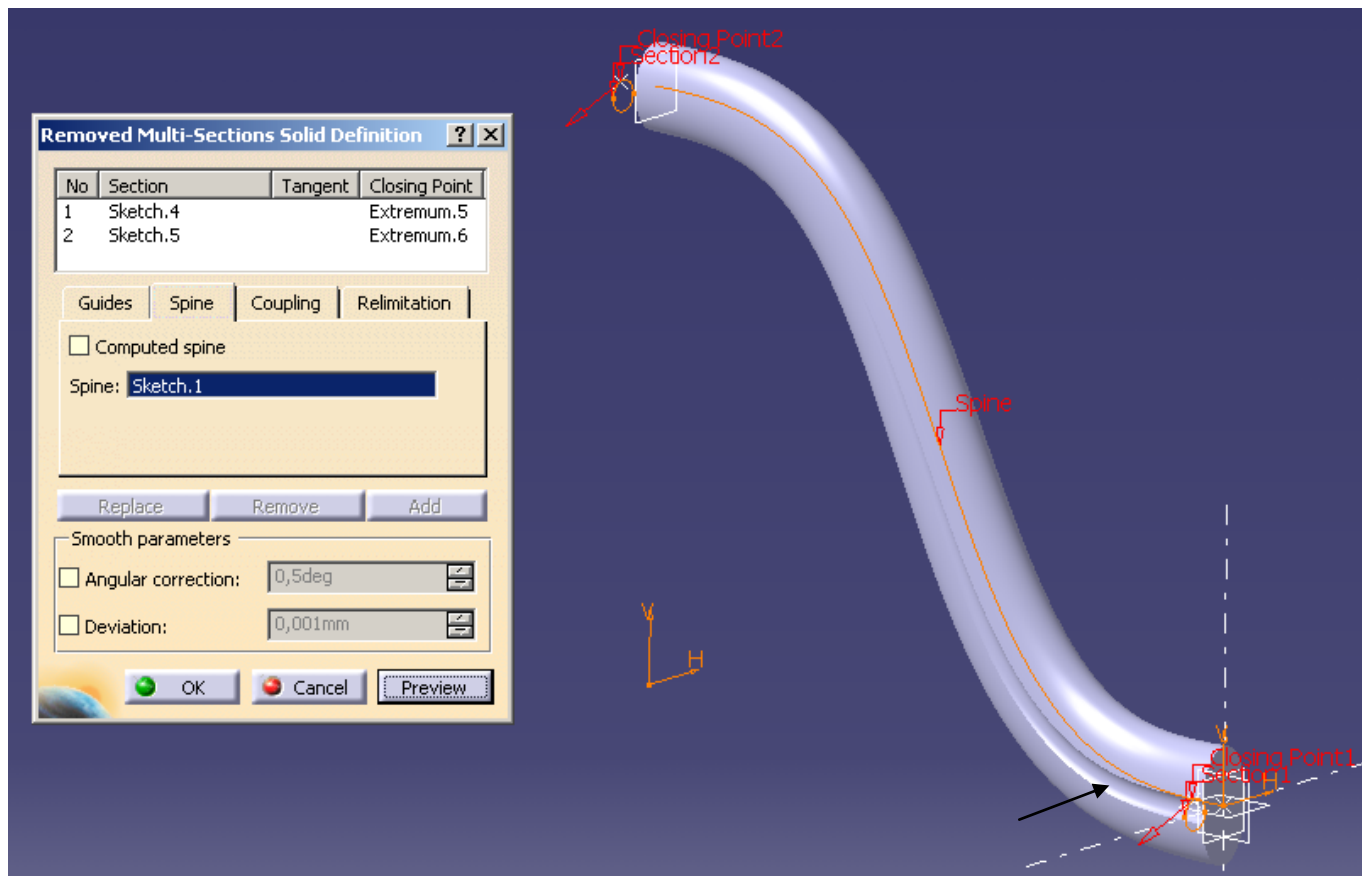 Closing Point2
Section2
Removed Multi-Sections Solid Definition ? X
No Section Tangent Closing Point
1 Sketch.4 Extremum.5
2 Sketch.5 Extremum.6
Guides Spine Coupling Relimitation
Computed spine
Spine: Sketch.1
Spine
Replace Remove Add
Smooth parameters
Angular correction: 0,5deg
Deviation: 0,001mm
V
H
OK Cancel Preview
V
Closing Point1
Section1
H